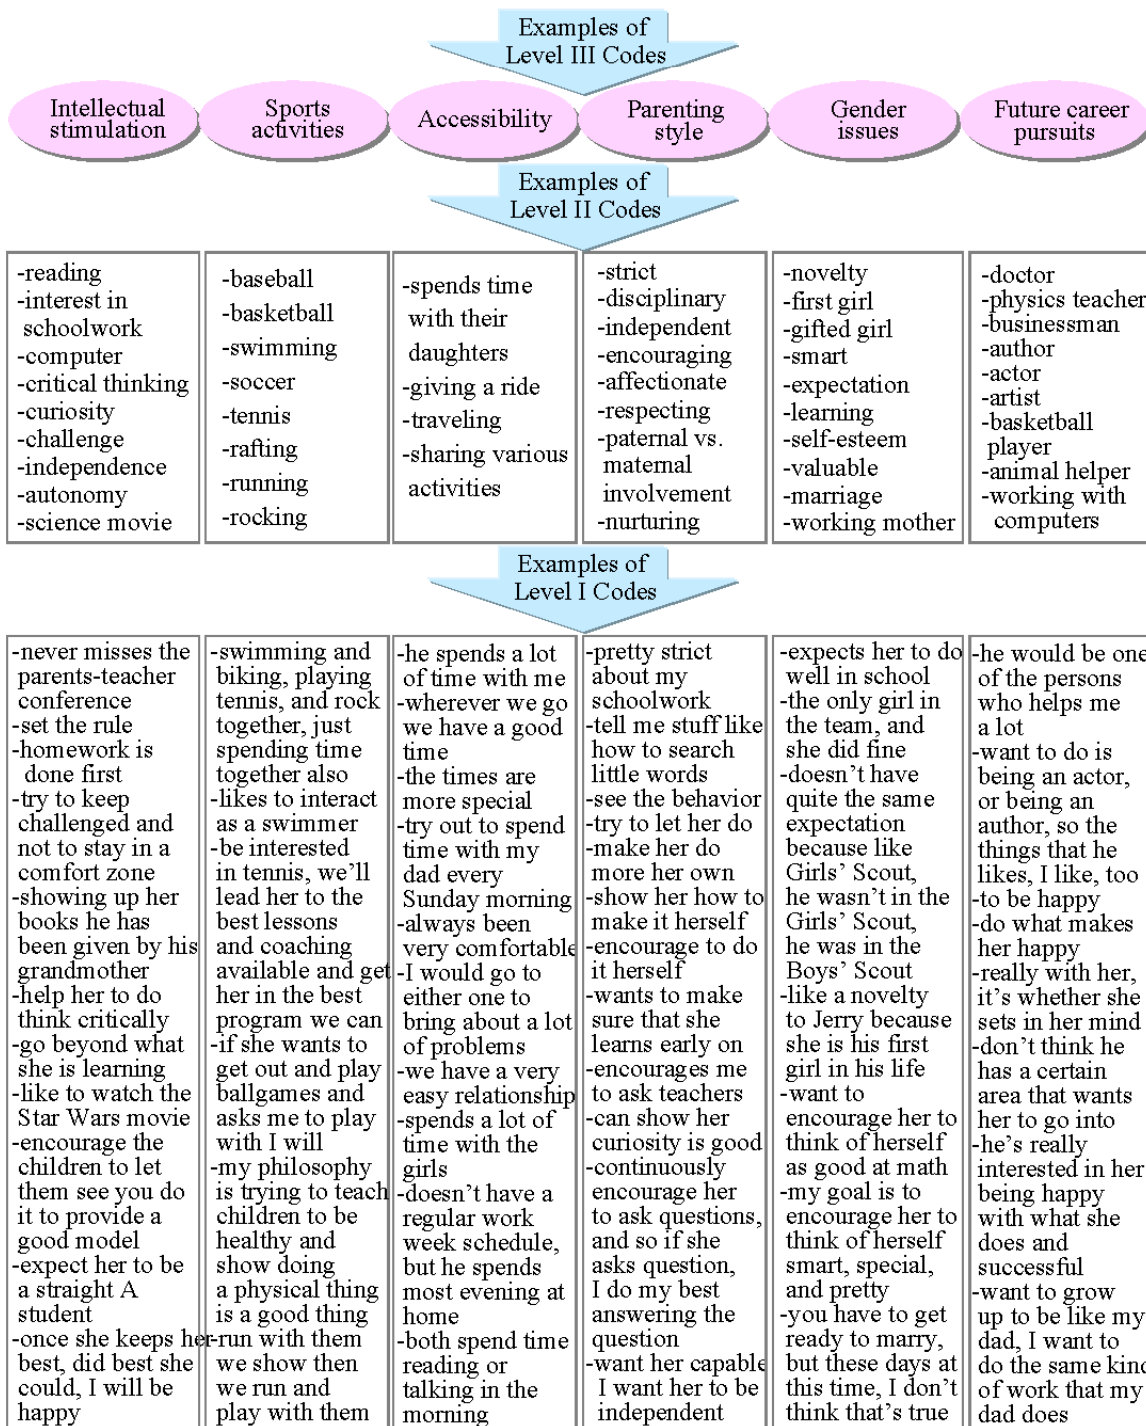 Examples of
Level III Codes
Intellectual
stimulation
Sports
activities
Accessibility
Parenting
style
Gender
issues
Future career
pursuits
Examples of
Level II Codes
-reading
-interest in
schoolwork
-computer
-critical thinking
-curiosity
-challenge
-independence
-autonomy
-science movie
-baseball
-basketball
-swimming
-soccer
-tennis
-rafting
-running
-rocking
-spends time
with their
daughters
-giving a ride
-traveling
-sharing various
activities
-strict
-disciplinary
-independent
-encouraging
-affectionate
-respecting
-paternal vs.
maternal
involvement
-nurturing
-novelty
-first girl
-gifted girl
-smart
-expectation
-learning
-self-esteem
-valuable
-marriage
-working mother
-doctor
-physics teacher
-businessman
-author
-actor
-artist
-basketball
player
-animal helper
-working with
computers
Examples of
Level I Codes
-never misses the
parents-teacher
conference
-set the rule
-homework is
done first
-try to keep
challenged and
not to stay in a
comfort zone
-showing up her
books he has
been given by his
grandmother
-help her to do
think critically
-go beyond what
she is learning
-like to watch the
Star Wars movie
-encourage the
children to let
them see you do
it to provide a
good model
-expect her to be
a straight A
student
-once she keeps her
best, did best she
could, I will be
happy
-swimming and
biking, playing
tennis, and rock
together, just
spending time
together also
-likes to interact
as a swimmer
-be interested
in tennis, we'll
lead her to the
best lessons
and coaching
available and get
her in the best
program we can
-if she wants to
get out and play
ballgames and
asks me to play
with I will
-my philosophy
is trying to teach
children to be
healthy and
show doing
a physical thing
is a good thing
-run with them
we show then
we run and
play with them
-he spends a lot
of time with me
-wherever we go
we have a good
time
-the times are
more special
-try out to spend
time with my
dad every
Sunday morning
-always been
very comfortable
-I would go to
either one to
bring about a lot
of problems
-we have a very
easy relationship
-spends a lot of
time with the
girls
-doesn't have a
regular work
week schedule,
but he spends
most evening at
home
-both spend time
reading or
talking in the
morning
-pretty strict
about my
schoolwork
-tell me stuff like
how to search
little words
-see the behavior
-try to let her do
-make her do
more her own
-show her how to
make it herself
-encourage to do
it herself
-wants to make
sure that she
learns early on
-encourages me
to ask teachers
-can show her
curiosity is good
-continuously
encourage her
to ask questions,
and so if she
asks question,
I do my best
answering the
question
-want her capable
I want her to be
independent
-expects her to do
well in school
-the only girl in
the team, and
she did fine
-doesn't have
quite the same
expectation
because like
Girls' Scout,
he wasn't in the
Girls' Scout,
he was in the
Boys' Scout
-like a novelty
to Jerry because
she is his first
girl in his life
-want to
encourage her to
think of herself
as good at math
-my goal is to
encourage her to
think of herself
smart, special,
and pretty
-you have to get
ready to marry,
but these days at
this time, I don't
think that's true
-he would be one
of the persons
who helps me
a lot
-want to do is
being an actor,
or being an
author, so the
things that he
likes, I like, too
-to be happy
-do what makes
her happy
-really with her,
it's whether she
sets in her mind
-don't think he
has a certain
area that wants
her to go into
-he's really
interested in her
being happy
with what she
does and
successful
-want to grow
up to be like my
dad, I want to
do the same kind
of work that my
dad does